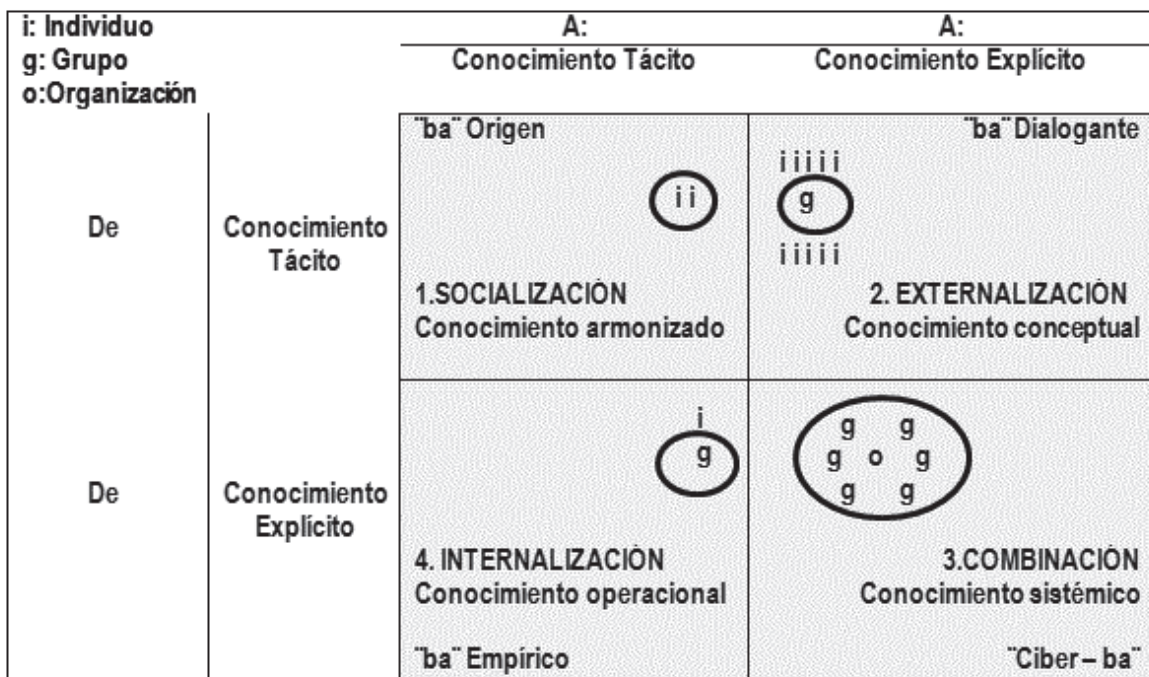 i: Individuo
g: Grupo
o:Organización
A:
Conocimiento Tácito
A:
Conocimiento Explícito
De
Conocimiento
Tácito
¨ba¨ Origen
i i
1.SOCIALIZACIÓN
Conocimiento armonizado
¨ba¨ Dialogante
i i i i i
g
i i i i i
2. EXTERNALIZACIÓN
Conocimiento conceptual
De
Conocimiento
Explícito
i
g
4. INTERNALIZACIÓN
Conocimiento operacional
¨ba¨ Empírico
g g
g o g
g g
3.COMBINACIÓN
Conocimiento sistémico
¨Ciber – ba¨